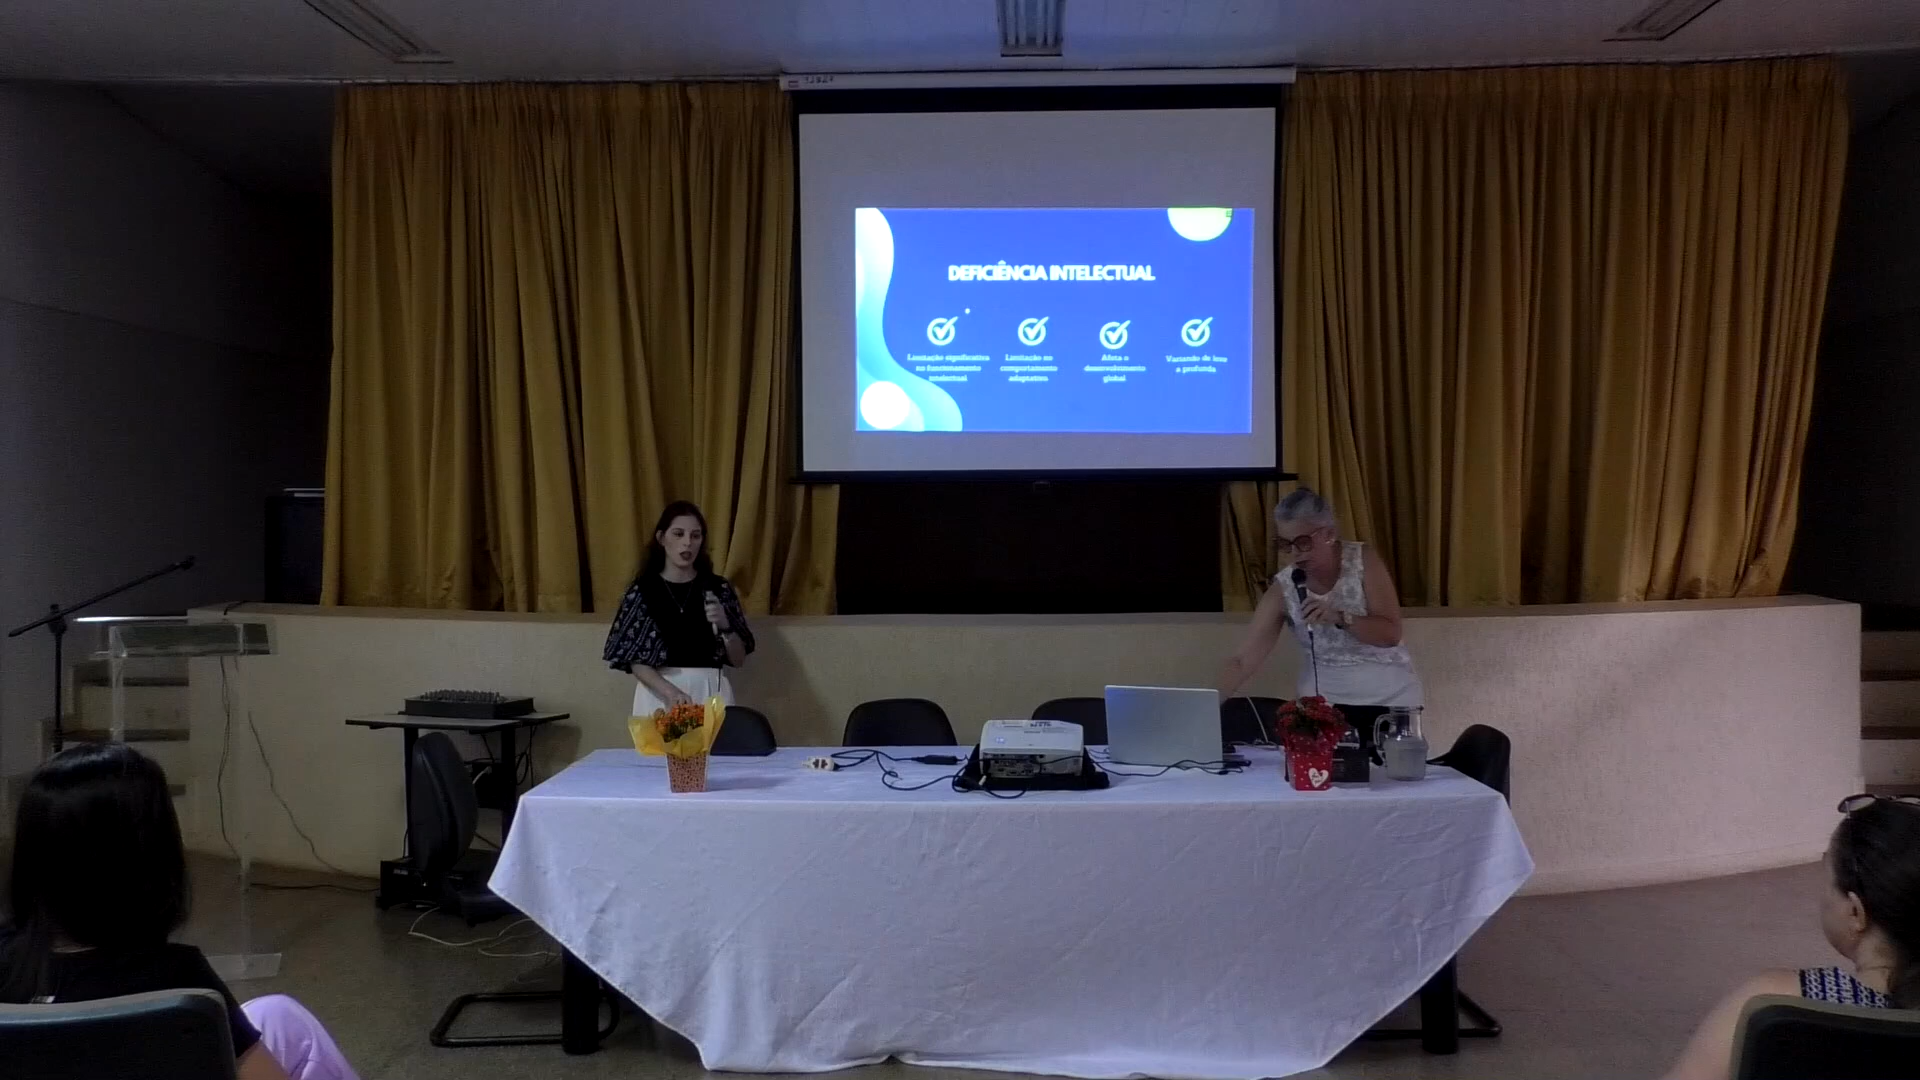 DEFICIÊNCIA INTELECTUAL
Limitação significativa
no funcionamento
intelectual
Limitação no
comportamento
adaptativo
Afeta o
desenvolvimento
global
Variando de leve
a profunda